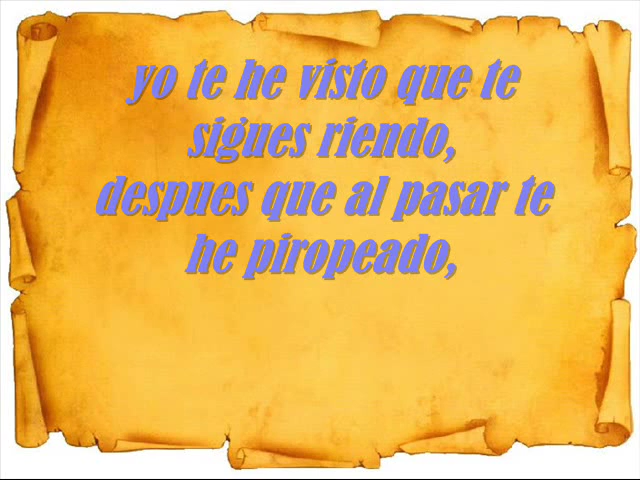 yo te he visto que te
sigues riendo,
despues que al pasar te
he piropeado,